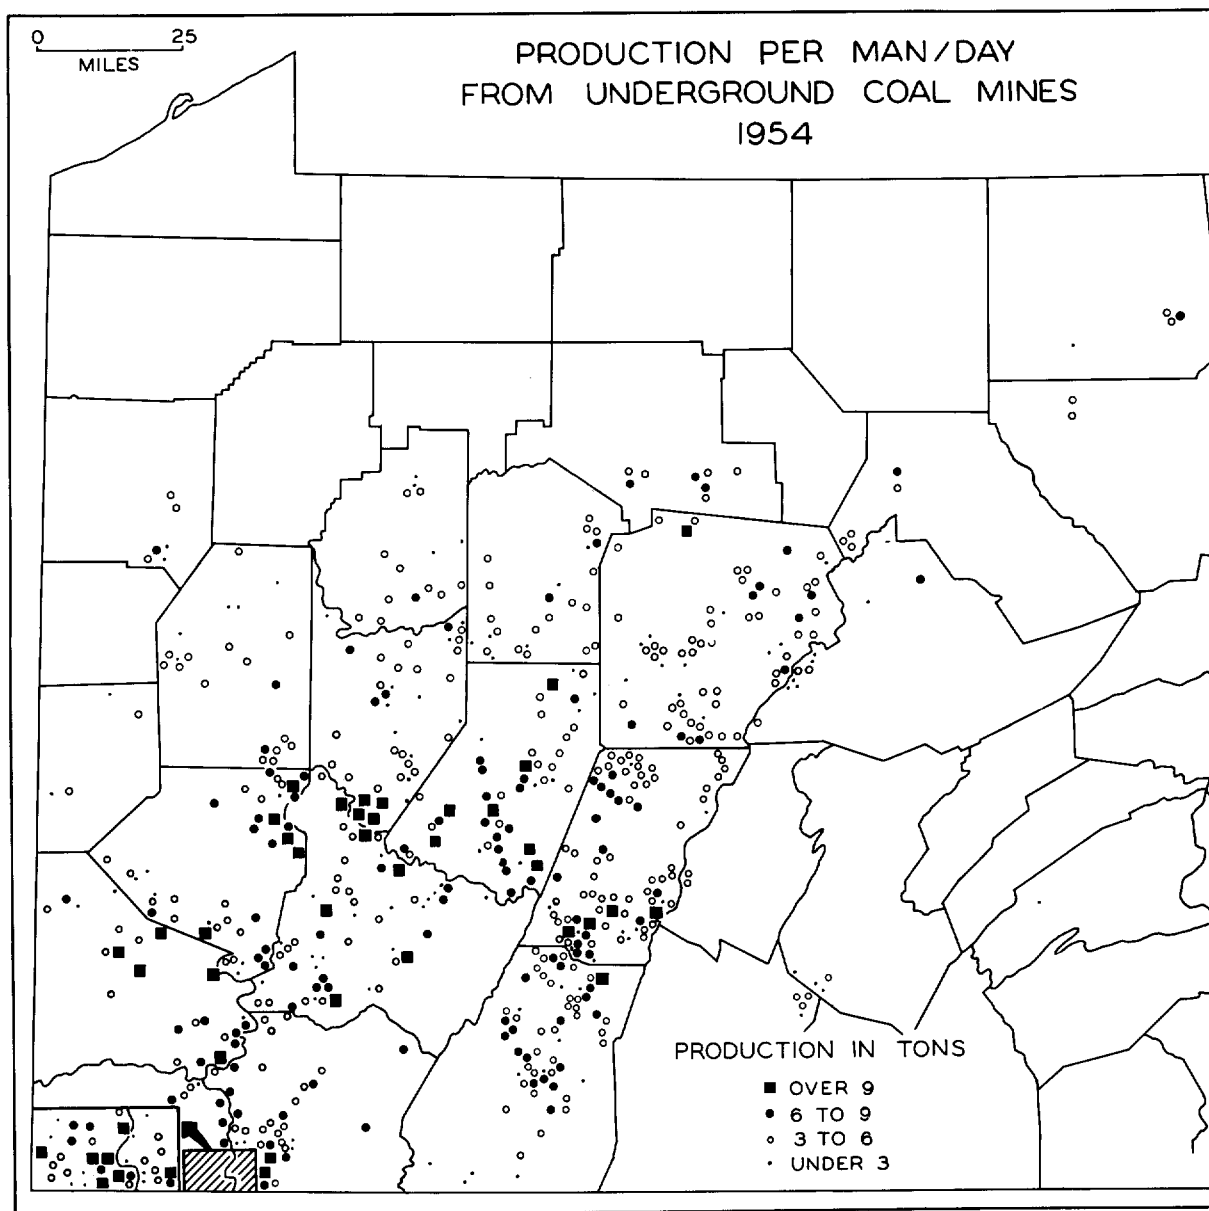 0 25
MILES
PRODUCTION PER MAN/DAY
FROM UNDERGROUND COAL MINES
1954
PRODUCTION IN TONS
OVER 9
6 TO 9
3 TO 6
UNDER 3